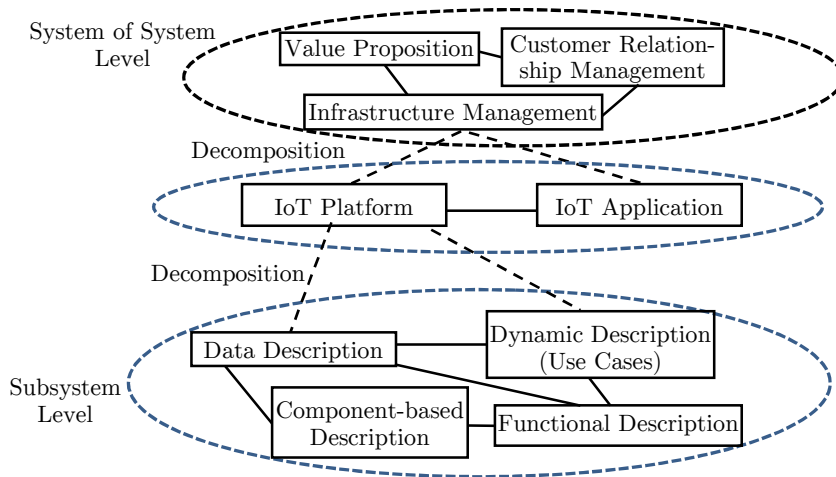 System of System
Level
Value Proposition
Customer Relation-
ship Management
Infrastructure Management
Decomposition
IoT Platform
IoT Application
Decomposition
Data Description
Dynamic Description
(Use Cases)
Subsystem
Level
Component-based
Description
Functional Description